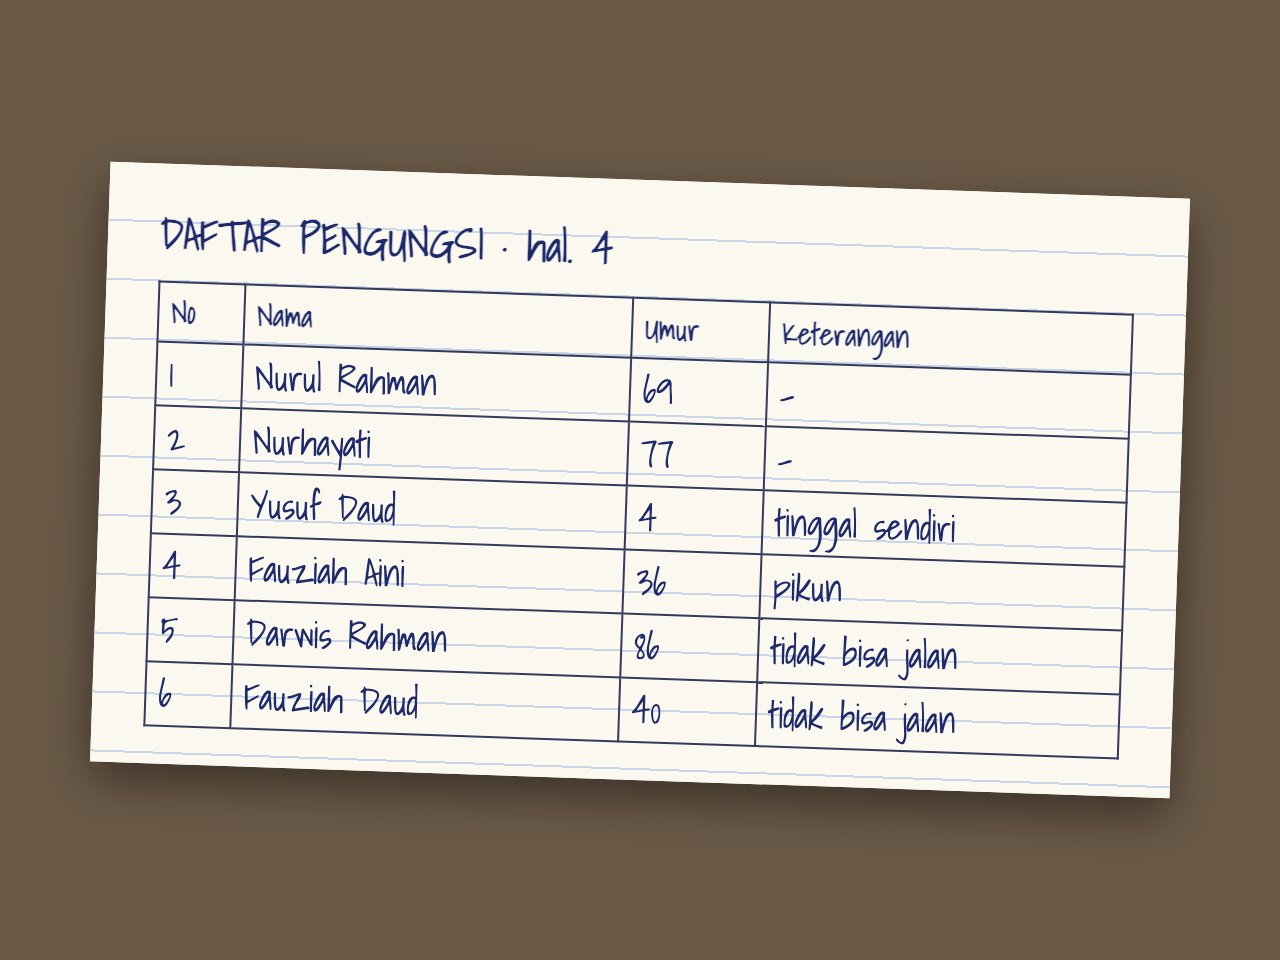 DAFTAR PENGUNGSI · hal. 4
No Nama Umur Keterangan
1 Nurul Rahman 69 -
2 Nurhayati 77 -
3 Yusuf Daud 4 tinggal sendiri
4 Fauziah Aini 36 pikun
5 Darwis Rahman 86 tidak bisa jalan
6 Fauziah Daud 40 tidak bisa jalan